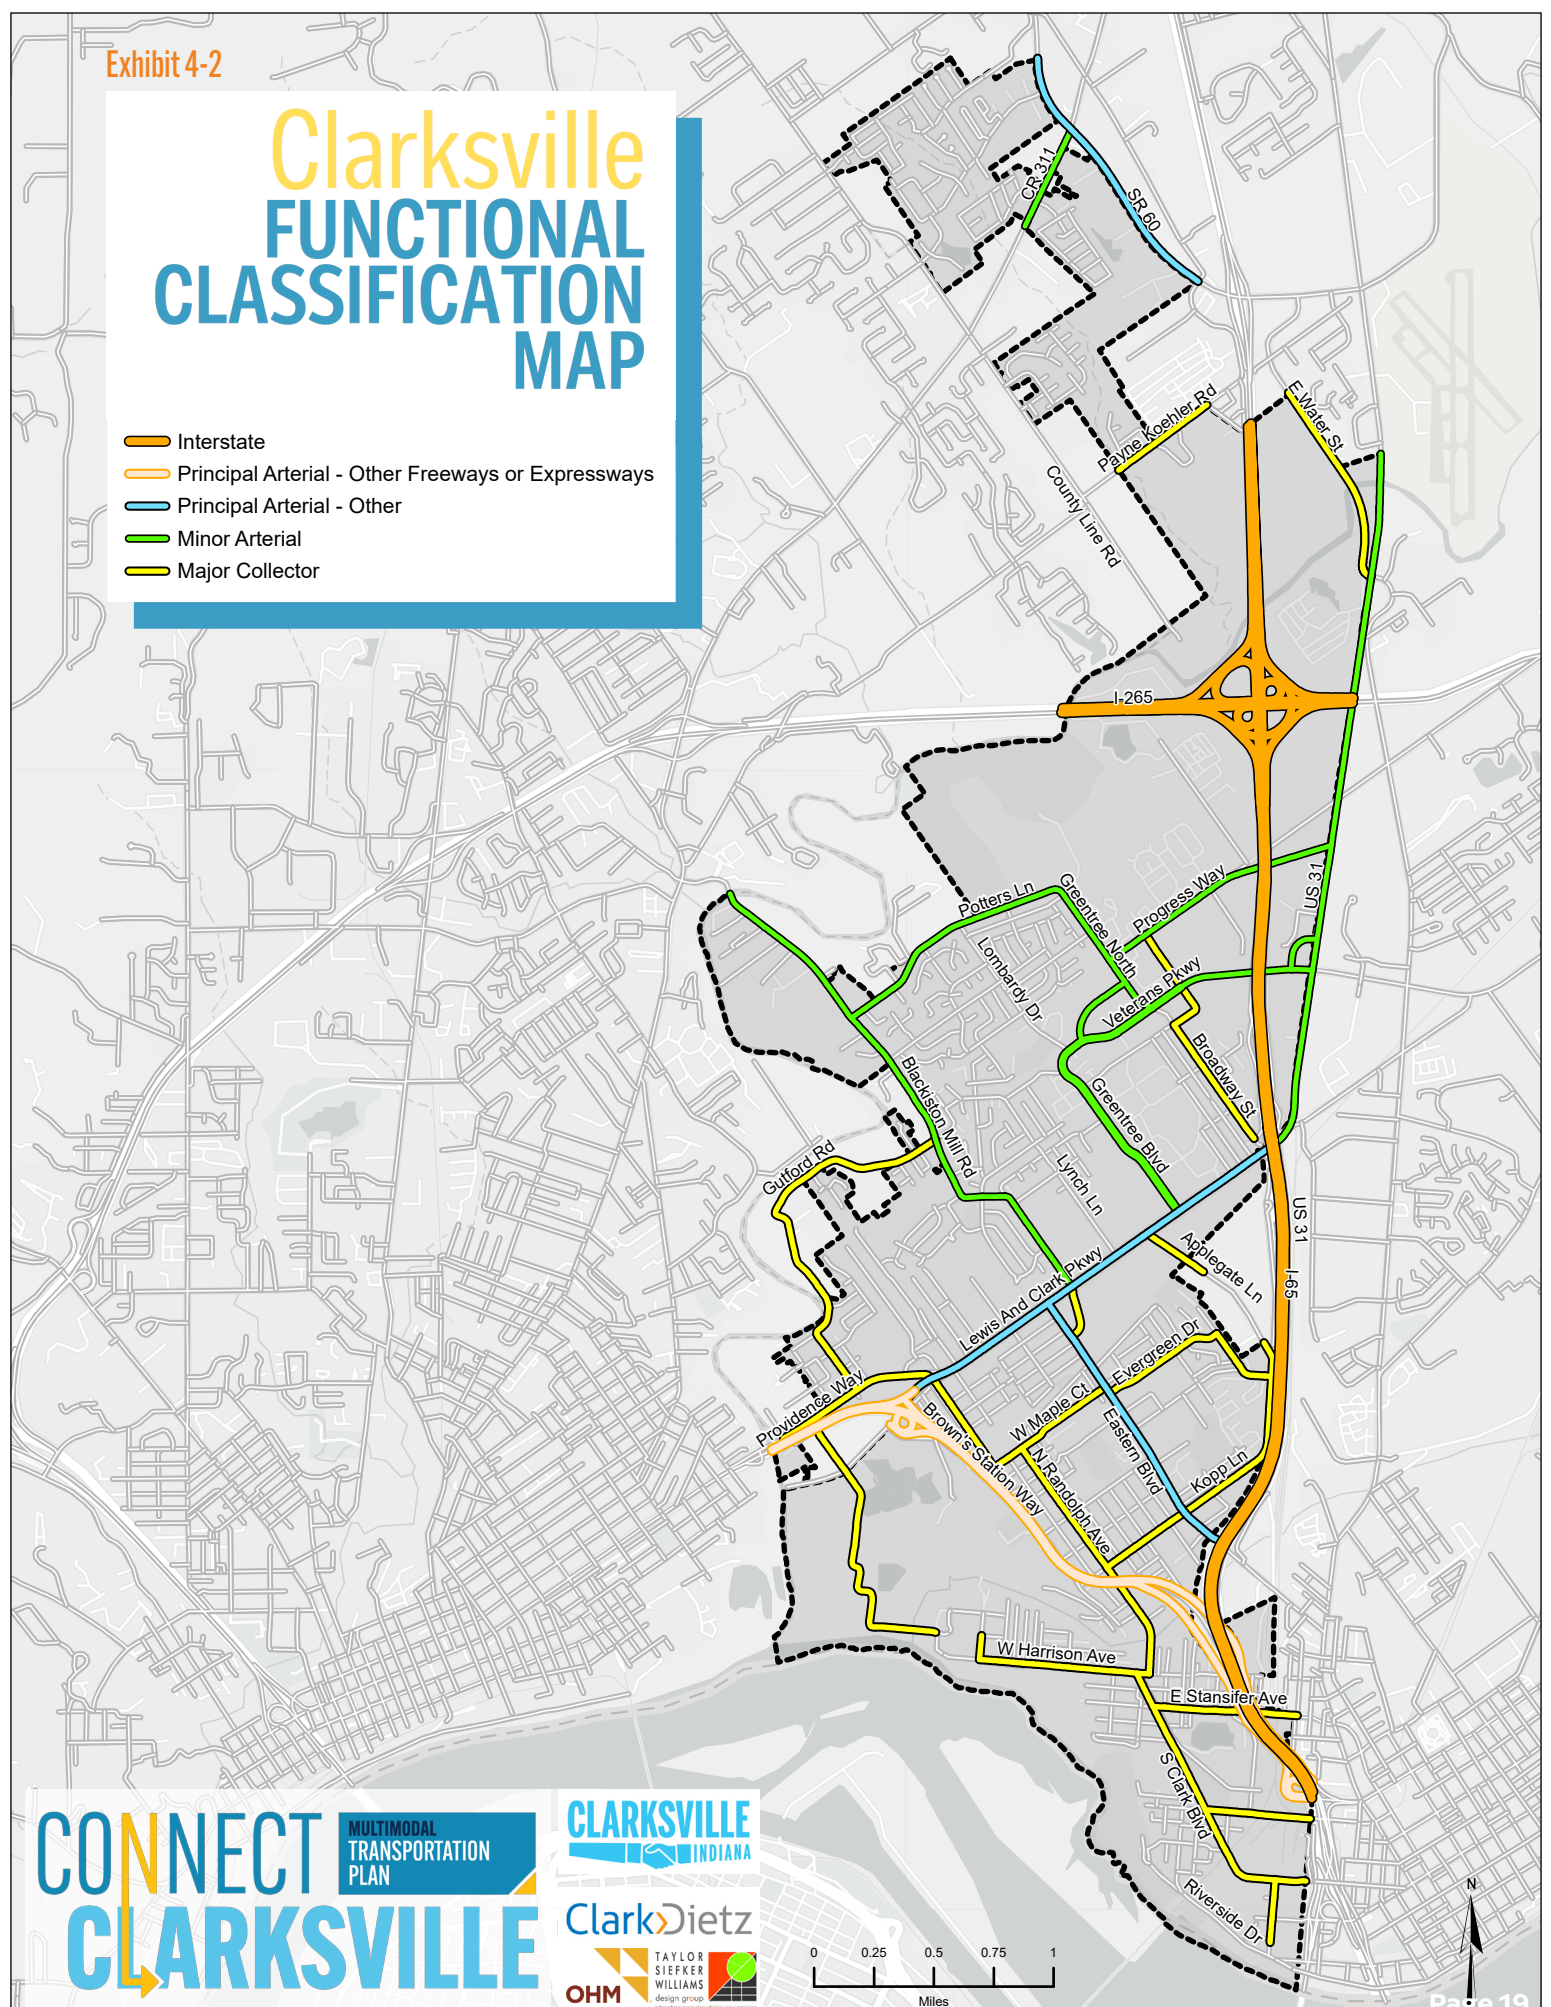 Exhibit 4-2
Clarksville
FUNCTIONAL
CLASSIFICATION
MAP
Interstate
Principal Arterial - Other Freeways or Expressways
Principal Arterial - Other
Minor Arterial
Major Collector
CR 311
SR 60
Payne Koehler Rd
E Water St
County Line Rd
I-265
US 31
Potters Ln
Greentree North
Progress Way
Lombardy Dr
Veterans Pkwy
Broadway St
Blackiston Mill Rd
Greentree Blvd
Gutford Rd
Lynch Ln
US 31
Applegate Ln
I-65
Lewis And Clark Pkwy
Evergreen Dr
Providence Way
W Maple Ct
Brown's Station Way
Eastern Blvd
N Randolph Ave
Kopp Ln
W Harrison Ave
E Stansifer Ave
S Clark Blvd
Riverside Dr
CONNECT
CLARKSVILLE
MULTIMODAL
TRANSPORTATION
PLAN
CLARKSVILLE
INDIANA
Clark Dietz
OHM
TAYLOR
SIEFKER
WILLIAMS
design group
0 0.25 0.5 0.75 1
Miles
N
Page 19